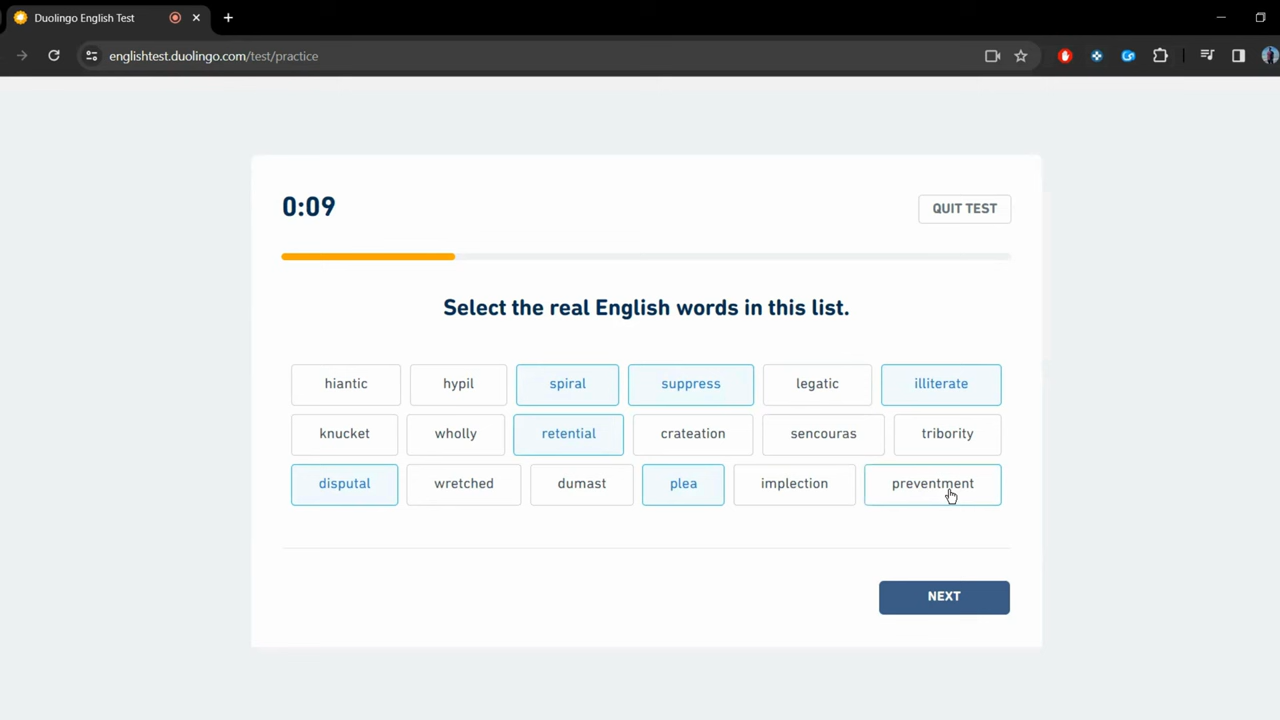 Duolingo English Test
englishtest.duolingo.com/test/practice
0:09
QUIT TEST
Select the real English words in this list.
hiantic hypil spiral suppress legatic illiterate
knucket wholly retential crateation sencouras tribority
disputal wretched dumast plea implection preventment
NEXT